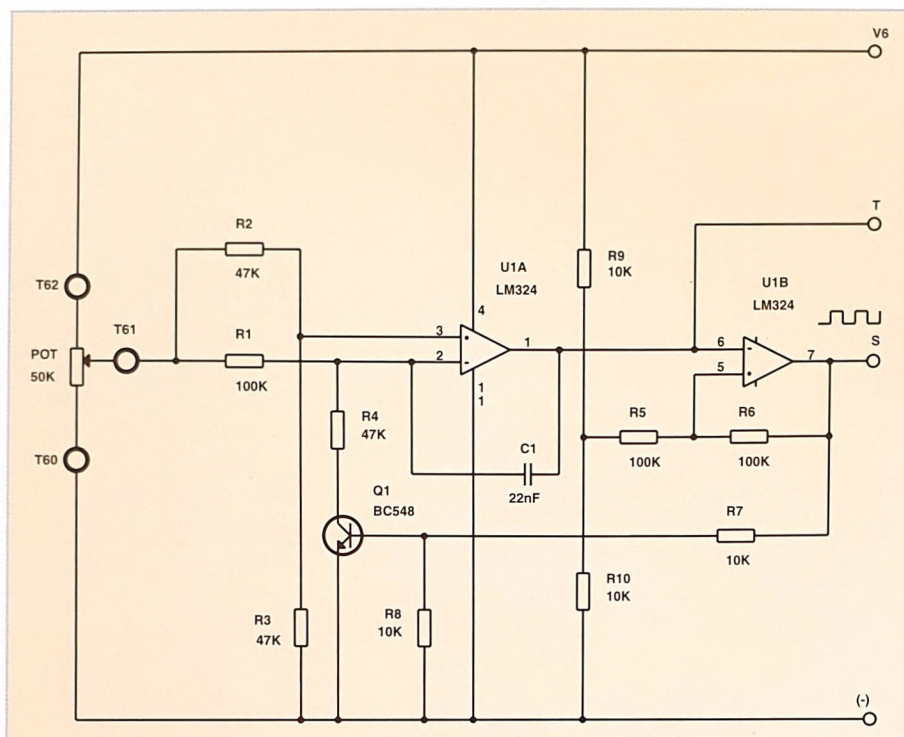 V6
T
R2
47K
T62
R9
10K
U1A
LM324
U1B
LM324
4
T61
POT
50K
R1
100K
3
2
1
6
5
7
S
1
1
R4
47K
R5
100K
R6
100K
T60
C1
22nF
Q1
BC548
R7
10K
R10
10K
R3
47K
R8
10K
(-)